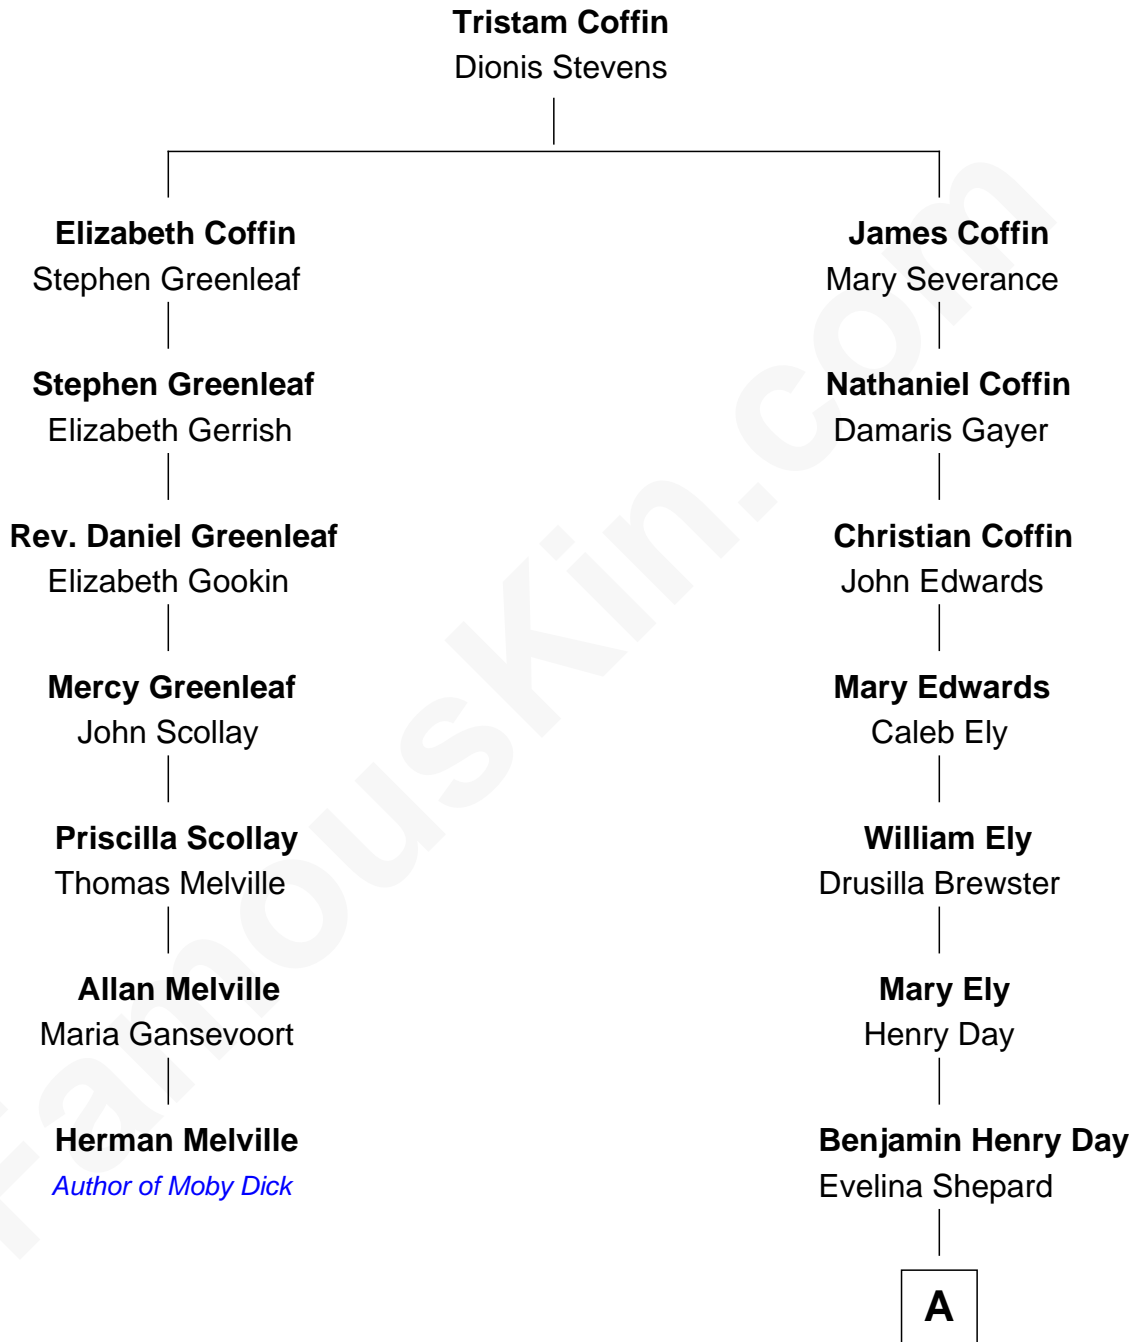 Tristam Coffin
Dionis Stevens
Elizabeth Coffin
Stephen Greenleaf
James Coffin
Mary Severance
Stephen Greenleaf
Elizabeth Gerrish
Nathaniel Coffin
Damaris Gayer
Rev. Daniel Greenleaf
Elizabeth Gookin
Christian Coffin
John Edwards
Mercy Greenleaf
John Scollay
Mary Edwards
Caleb Ely
Priscilla Scollay
Thomas Melville
William Ely
Drusilla Brewster
Allan Melville
Maria Gansevoort
Mary Ely
Henry Day
Herman Melville
Author of Moby Dick
Benjamin Henry Day
Evelina Shepard
A
FamousKin.com